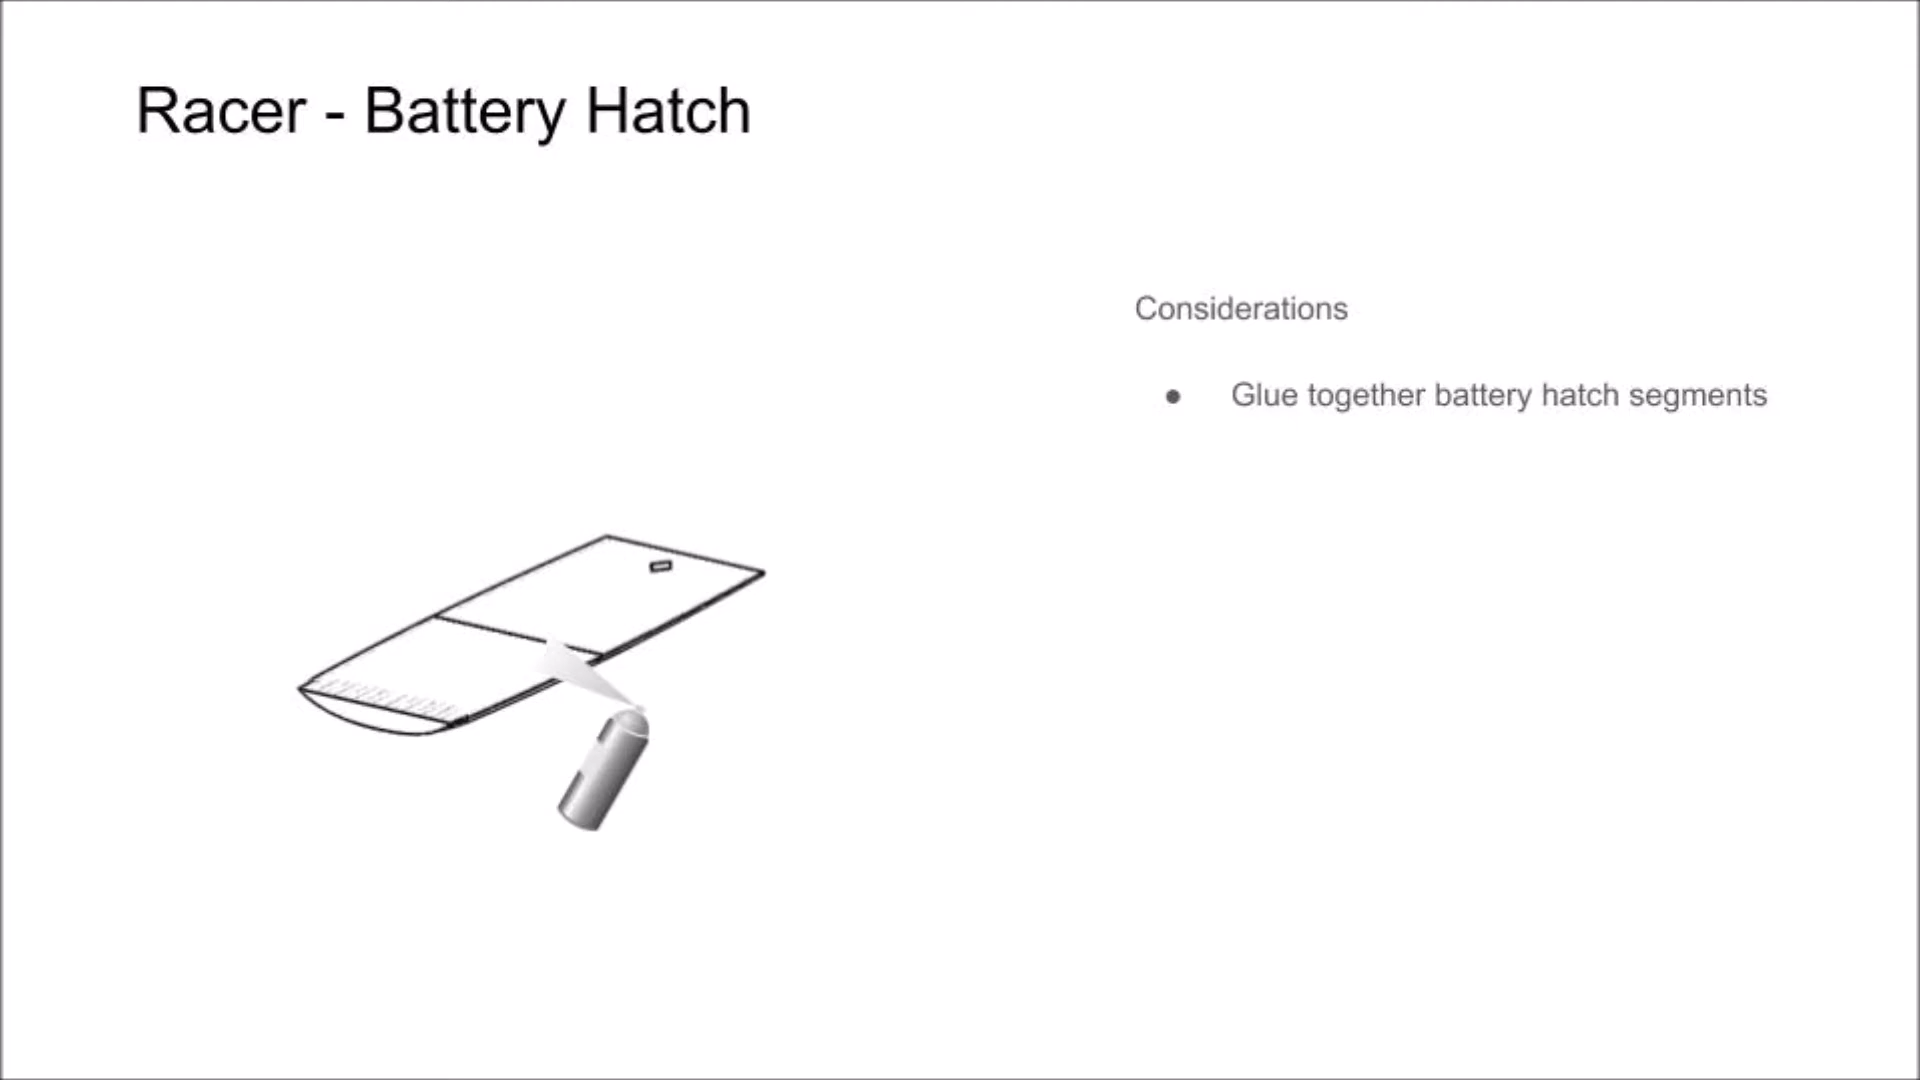 Racer - Battery Hatch
Considerations
● Glue together battery hatch segments